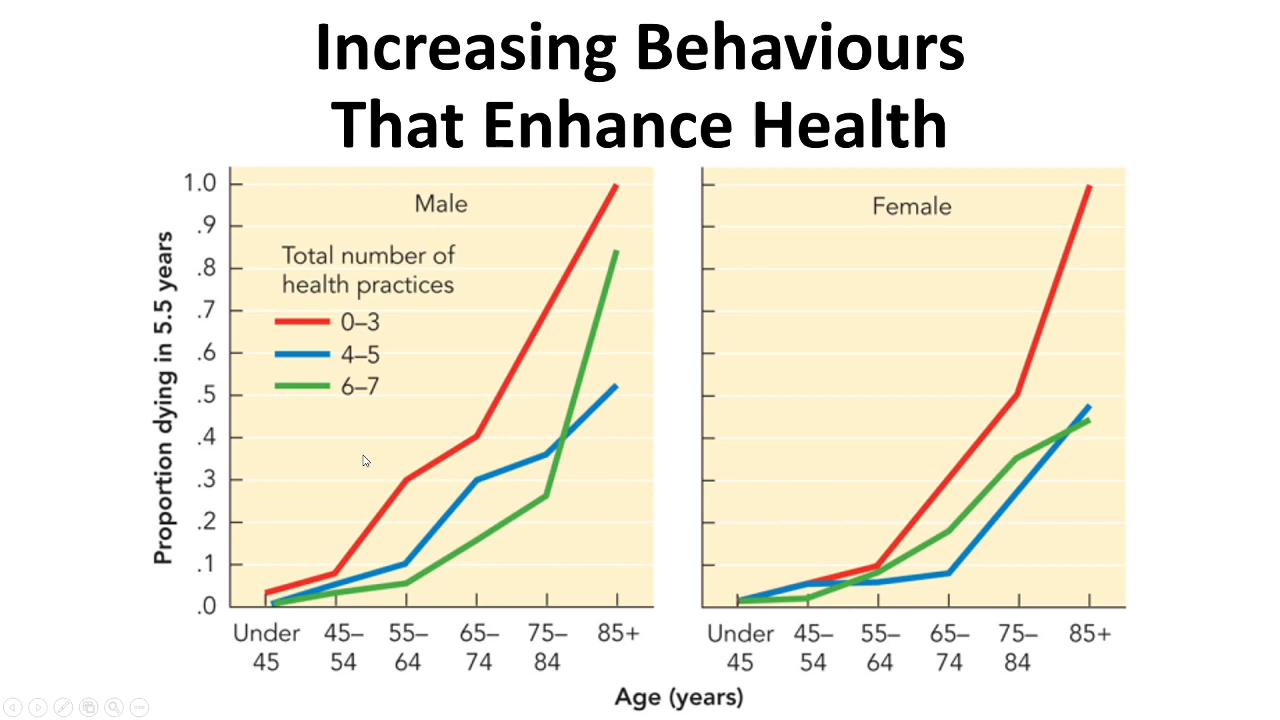 Increasing Behaviours
That Enhance Health
Proportion dying in 5.5 years
1.0
.9
.8
.7
.6
.5
.4
.3
.2
.1
.0
Male
Total number of
health practices
0–3
4–5
6–7
Under 45– 55– 65– 75– 85+
45 54 64 74 84
Female
Under 45– 55– 65– 75– 85+
45 54 64 74 84
Age (years)